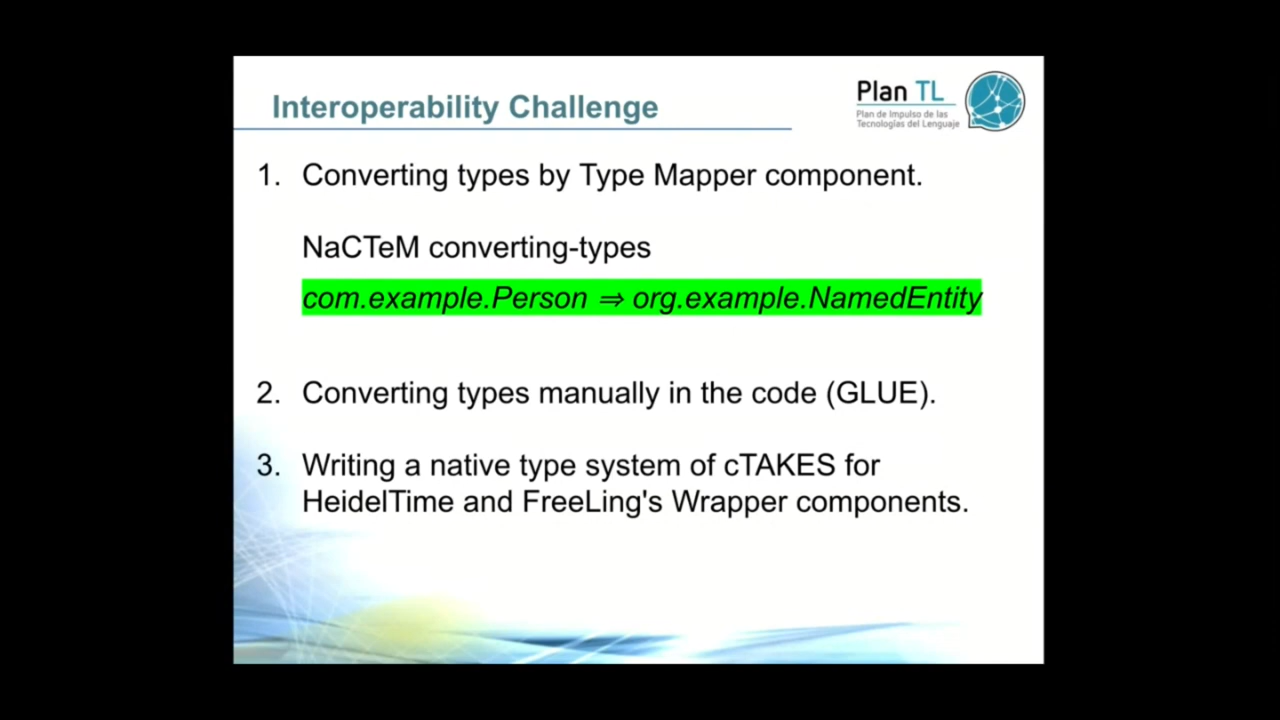 Interoperability Challenge
Plan TL
Plan de Impulso de las
Tecnologías del Lenguaje
1. Converting types by Type Mapper component.
NaCTeM converting-types
com.example.Person ⇒ org.example.NamedEntity
2. Converting types manually in the code (GLUE).
3. Writing a native type system of cTAKES for
HeidelTime and FreeLing's Wrapper components.